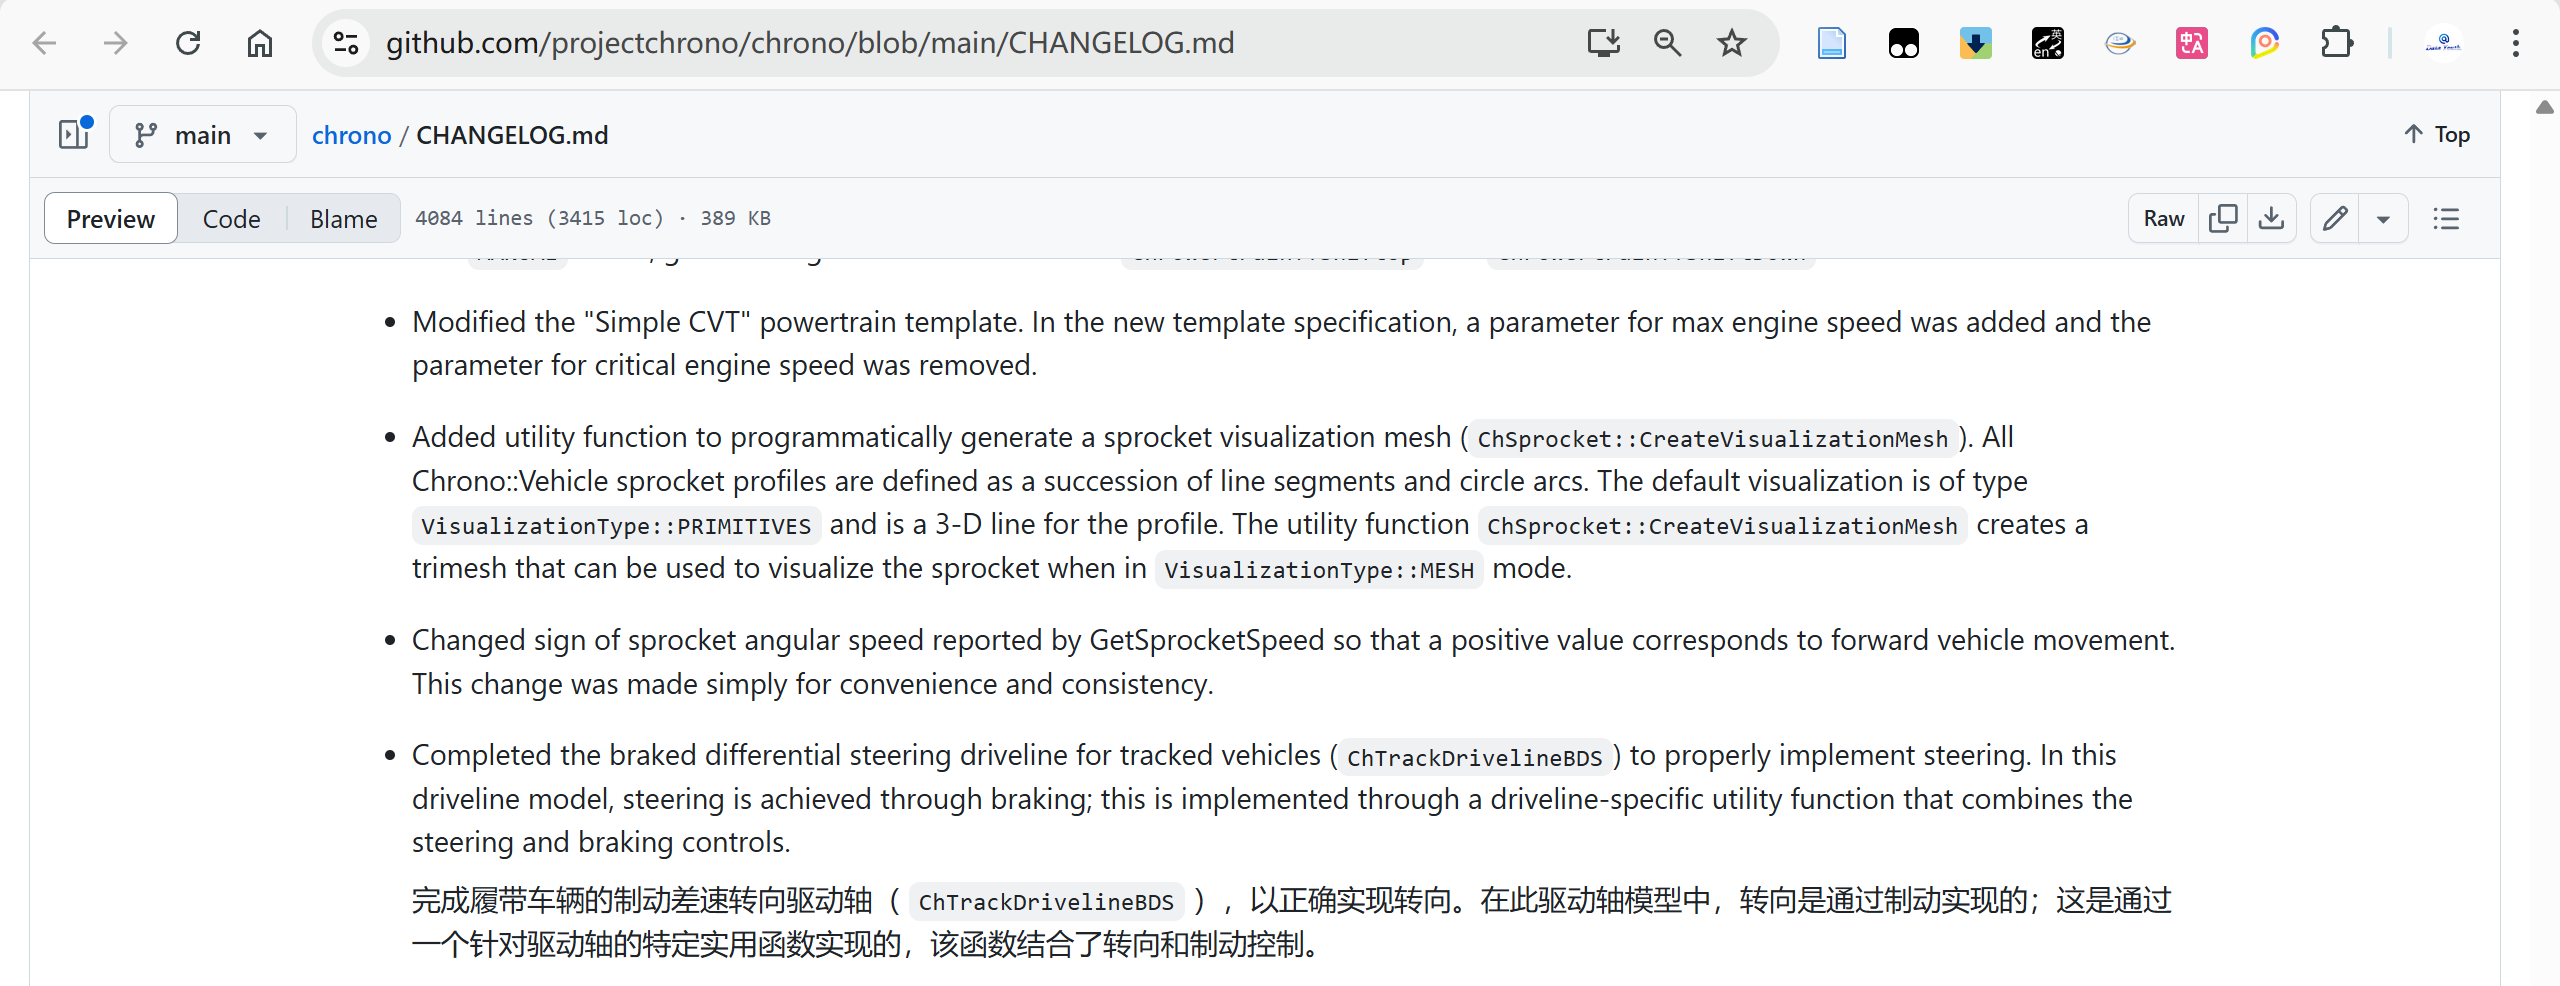 github.com/projectchrono/chrono/blob/main/CHANGELOG.md
main
chrono / CHANGELOG.md
Top
Preview
Code
Blame
4084 lines (3415 loc) · 389 KB
Raw
• Modified the "Simple CVT" powertrain template. In the new template specification, a parameter for max engine speed was added and the
parameter for critical engine speed was removed.
• Added utility function to programmatically generate a sprocket visualization mesh (ChSprocket::CreateVisualizationMesh). All
Chrono::Vehicle sprocket profiles are defined as a succession of line segments and circle arcs. The default visualization is of type
VisualizationType::PRIMITIVES and is a 3-D line for the profile. The utility function ChSprocket::CreateVisualizationMesh creates a
trimesh that can be used to visualize the sprocket when in VisualizationType::MESH mode.
• Changed sign of sprocket angular speed reported by GetSprocketSpeed so that a positive value corresponds to forward vehicle movement.
This change was made simply for convenience and consistency.
• Completed the braked differential steering driveline for tracked vehicles (ChTrackDrivelineBDS) to properly implement steering. In this
driveline model, steering is achieved through braking; this is implemented through a driveline-specific utility function that combines the
steering and braking controls.
完成履带车辆的制动差速转向驱动轴（ ChTrackDrivelineBDS ），以正确实现转向。在此驱动轴模型中，转向是通过制动实现的；这是通过
一个针对驱动轴的特定实用函数实现的，该函数结合了转向和制动控制。